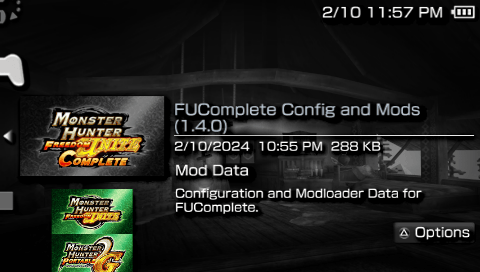 2/10 11:57 PM
FUComplete Config and Mods
(1.4.0)
2/10/2024 10:55 PM 288 KB
Mod Data
Configuration and Modloader Data for
FUComplete.
Options
MONSTER
HUNTER
FREEDOM UNITE
COMPLETE
MONSTER
HUNTER
FREEDOM UNITE
MONSTER
HUNTER
PORTABLE
G